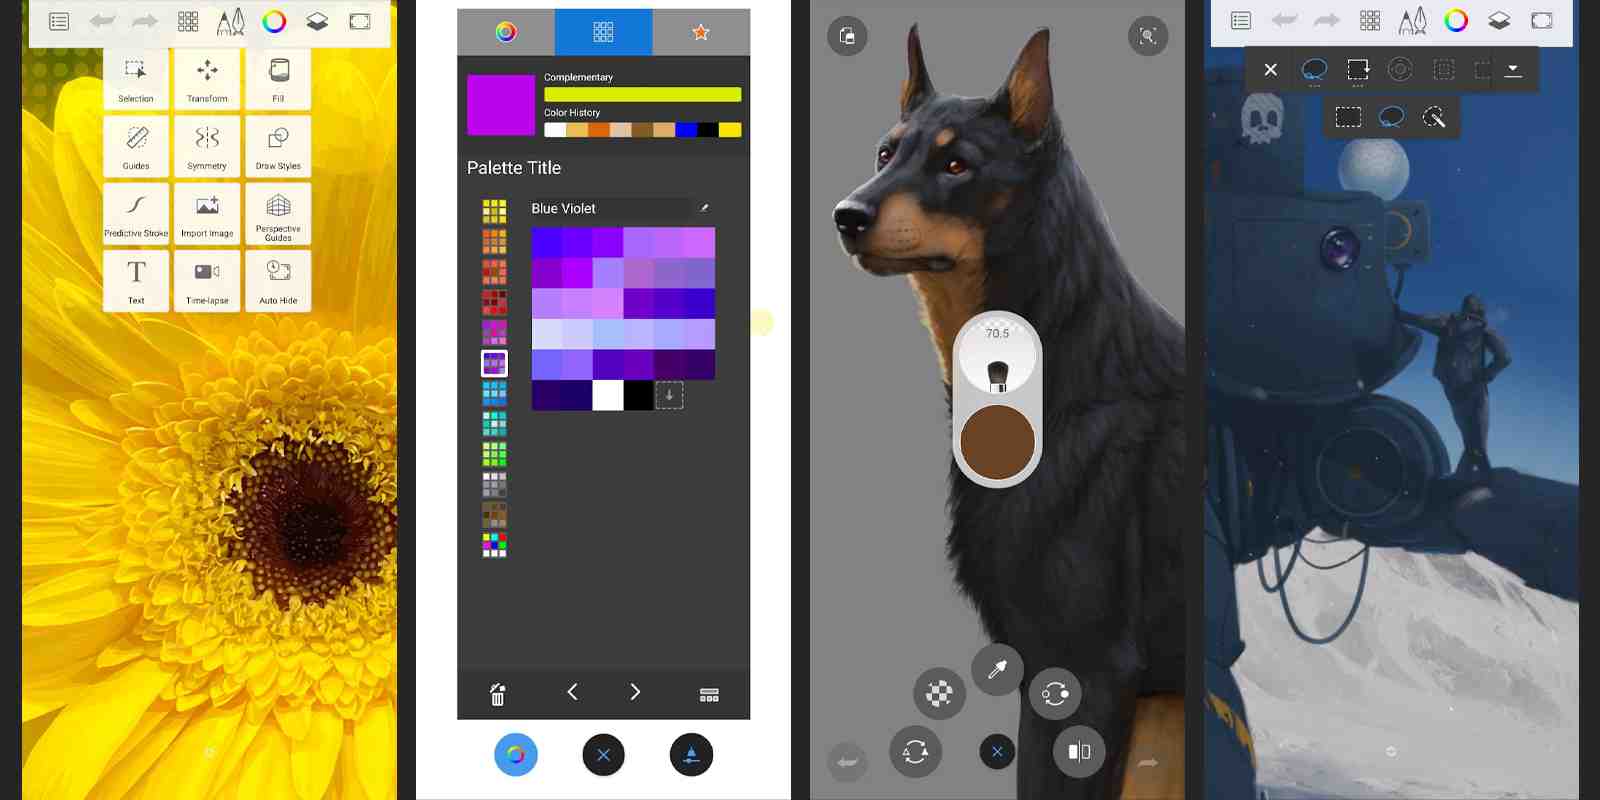 Selection
Transform
Fill
Guides
Symmetry
Draw Styles
Predictive Stroke
Import Image
Perspective
Guides
Text
Time-lapse
Auto Hide
Complementary
Color History
Palette Title
Blue Violet
70.5